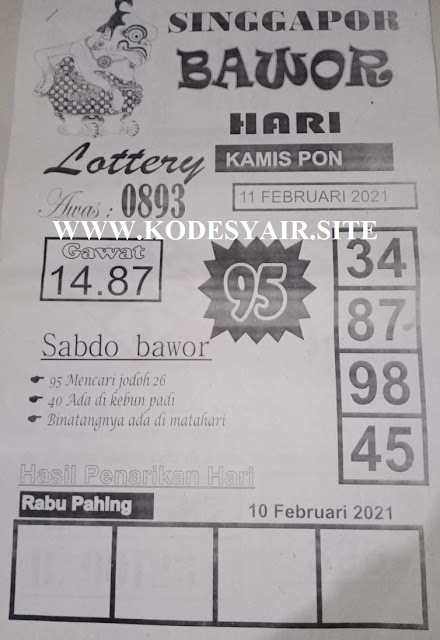 SINGGAPOR
BAWOR
HARI
Lottery
KAMIS PON
Awas : 0893
11 FEBRUARI 2021
WWW.KODESYAIR.SITE
Gawat
14.87
95
34
87
98
45
Sabdo bawor
95 Mencari jodoh 26
40 Ada di kebun padi
Binatangnya ada di matahari
Hasil Penarikan Hari
Rabu Pahing
10 Februari 2021